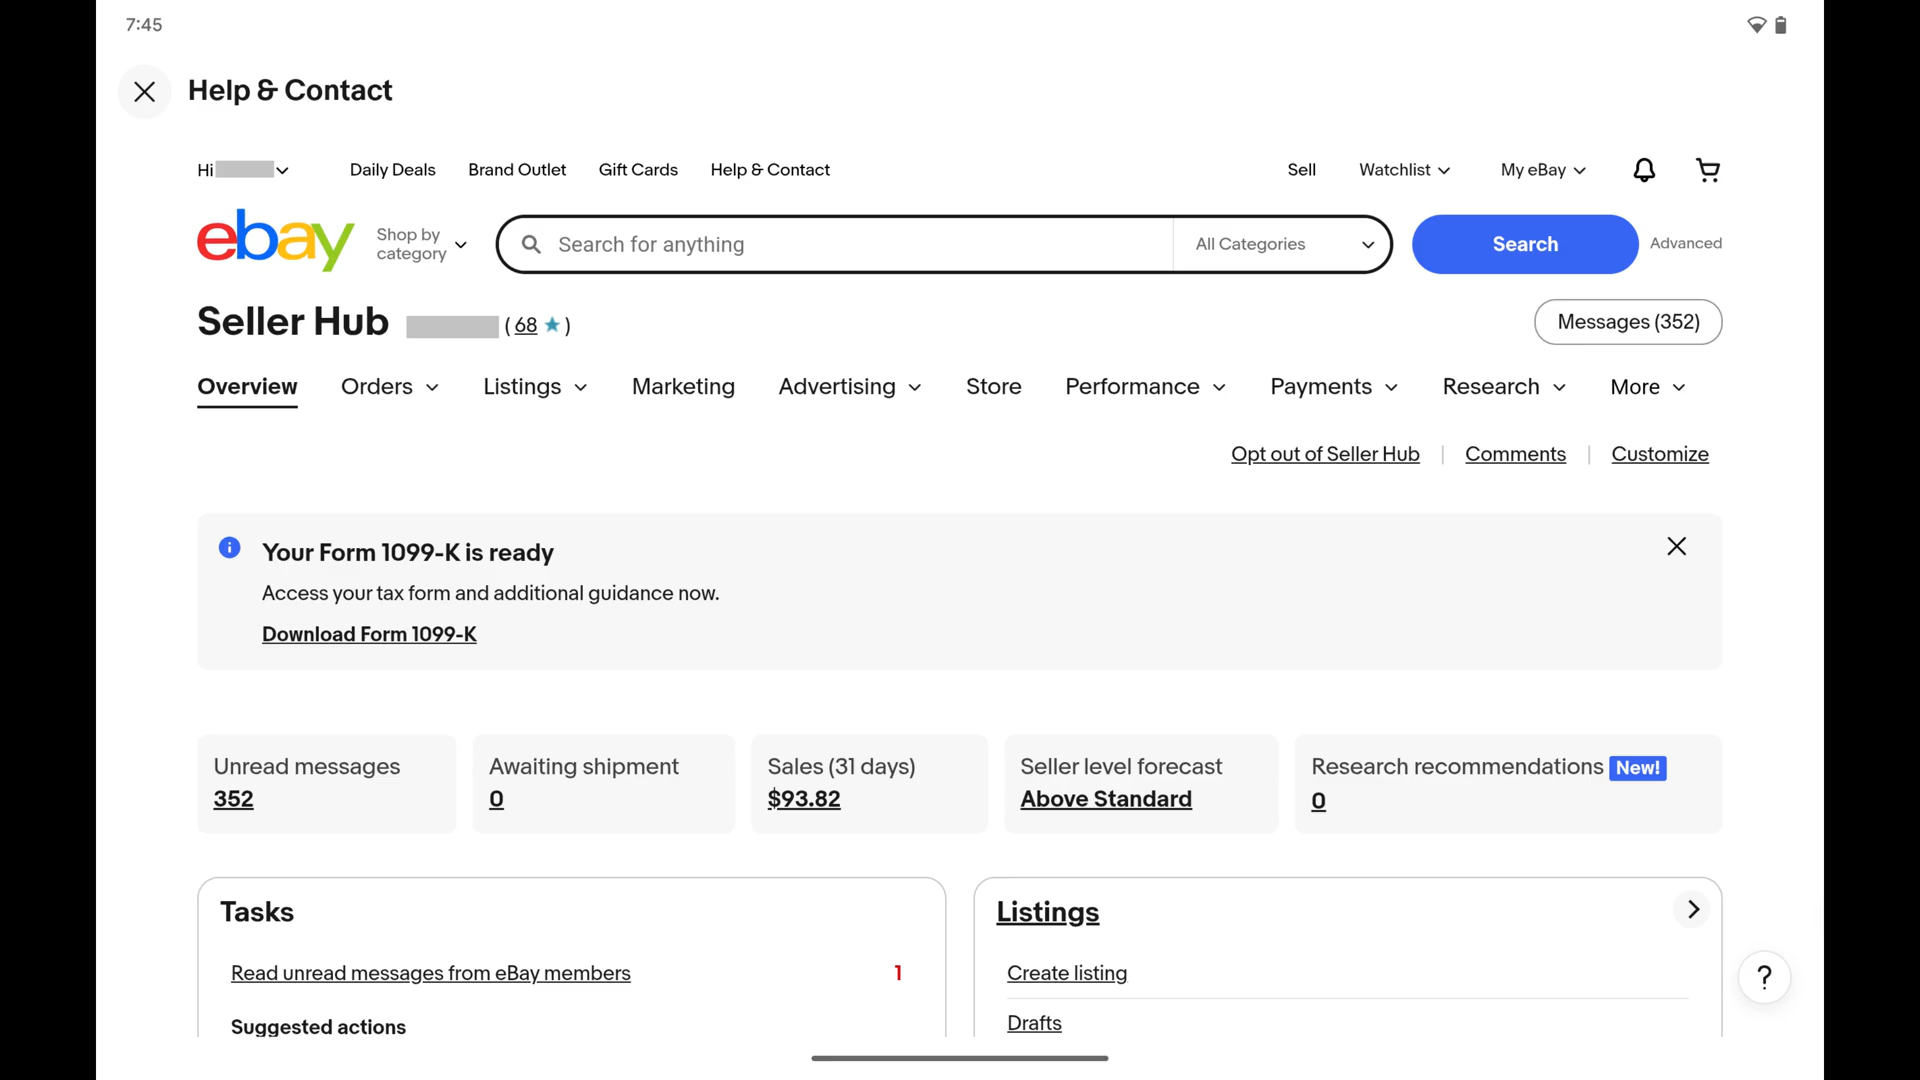 7:45
Help & Contact
Hi
Daily Deals
Brand Outlet
Gift Cards
Help & Contact
Sell
Watchlist
My eBay
ebay
Shop by
category
Search for anything
All Categories
Search
Advanced
Seller Hub
( 68 ★ )
Messages (352)
Overview
Orders
Listings
Marketing
Advertising
Store
Performance
Payments
Research
More
Opt out of Seller Hub
Comments
Customize
Your Form 1099-K is ready
Access your tax form and additional guidance now.
Download Form 1099-K
Unread messages
352
Awaiting shipment
0
Sales (31 days)
$93.82
Seller level forecast
Above Standard
Research recommendations New!
0
Tasks
Read unread messages from eBay members
1
Suggested actions
Listings
Create listing
Drafts
?